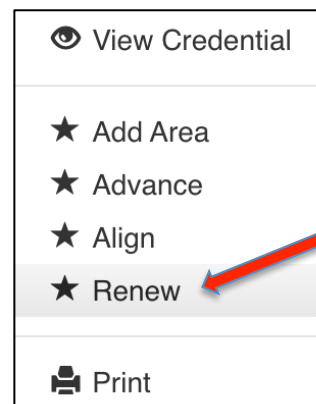 View Credential
Add Area
Advance
Align
Renew
Print